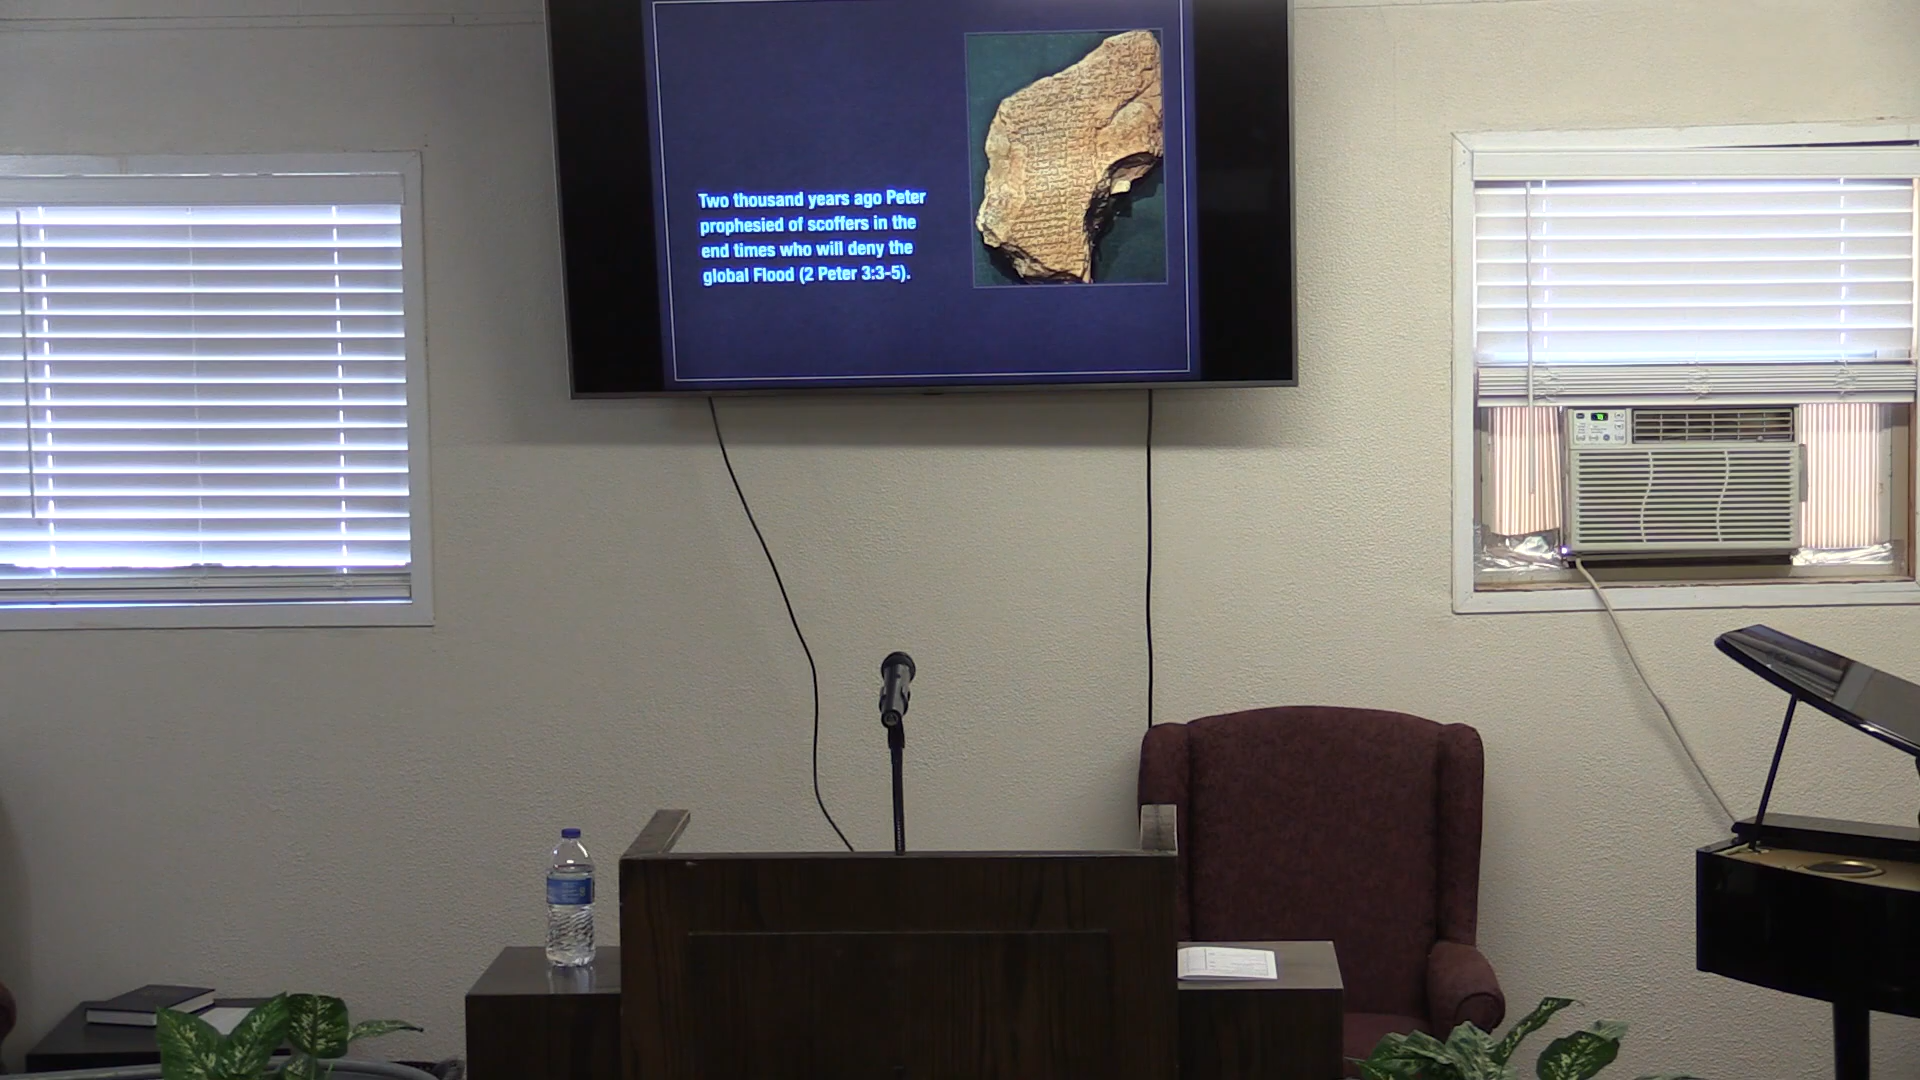 Two thousand years ago Peter
prophesied of scoffers in the
end times who will deny the
global Flood (2 Peter 3:3-5).